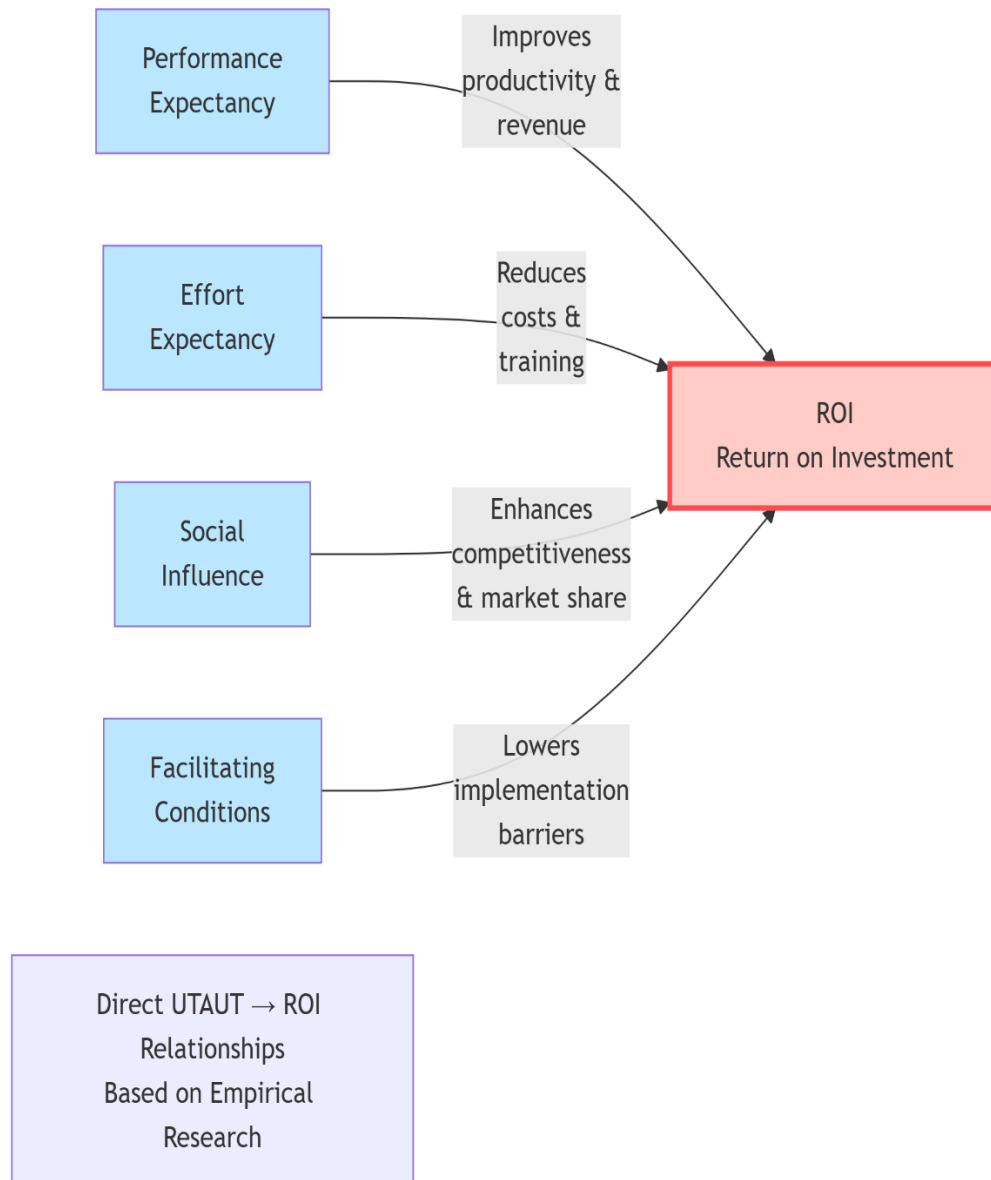 Performance
Expectancy
Improves
productivity &
revenue
Effort
Expectancy
Reduces
costs &
training
ROI
Return on Investment
Social
Influence
Enhances
competitiveness
& market share
Facilitating
Conditions
Lowers
implementation
barriers
Direct UTAUT → ROI
Relationships
Based on Empirical
Research